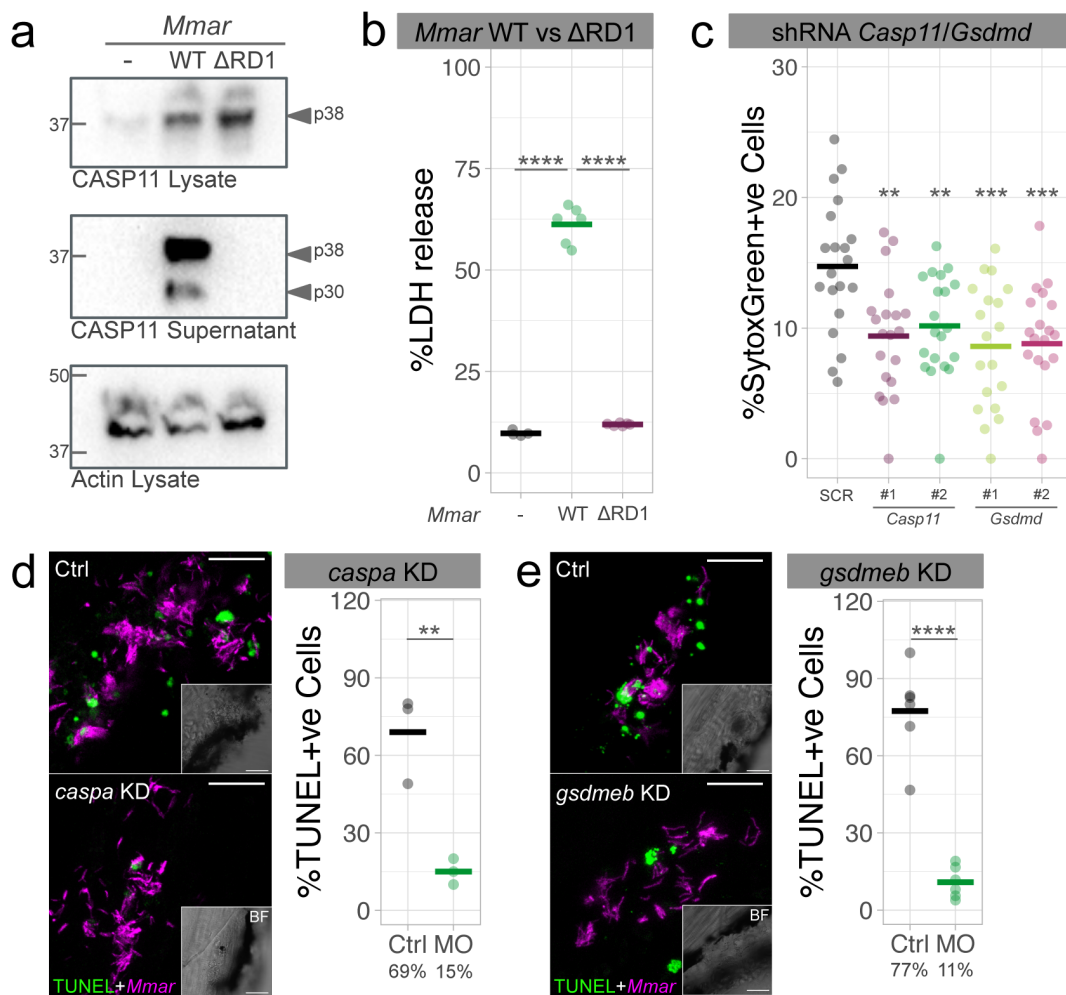 a
Mmar
- WT ΔRD1
37
p38
CASP11 Lysate
37
p38
p30
CASP11 Supernatant
50
37
Actin Lysate
b
Mmar WT vs ΔRD1
%LDH release
100
75
50
25
0
**** ****
Mmar - WT ΔRD1
c
shRNA Casp11/Gsdmd
%SytoxGreen+ve Cells
30
20
10
0
** ** *** ***
SCR #1 #2 #1 #2
Casp11 Gsdmd
d
Ctrl
caspa KD
BF
TUNEL+Mmar
caspa KD
%TUNEL+ve Cells
120
90
60
30
0
**
Ctrl MO
69% 15%
e
Ctrl
gsdmeb KD
BF
TUNEL+Mmar
gsdmeb KD
%TUNEL+ve Cells
120
90
60
30
0
****
Ctrl MO
77% 11%